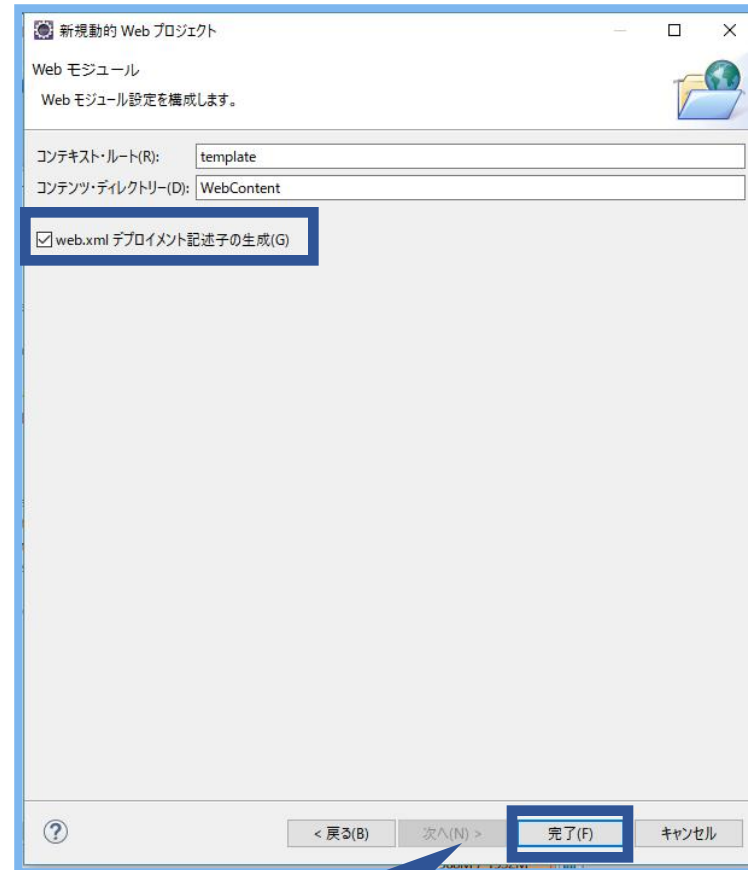 新規動的 Web プロジェクト
Web モジュール
Web モジュール設定を構成します。
コンテキスト・ルート(R): template
コンテンツ・ディレクトリー(D): WebContent
web.xml デプロイメント記述子の生成(G)
< 戻る(B) 次へ(N) > 完了(F) キャンセル